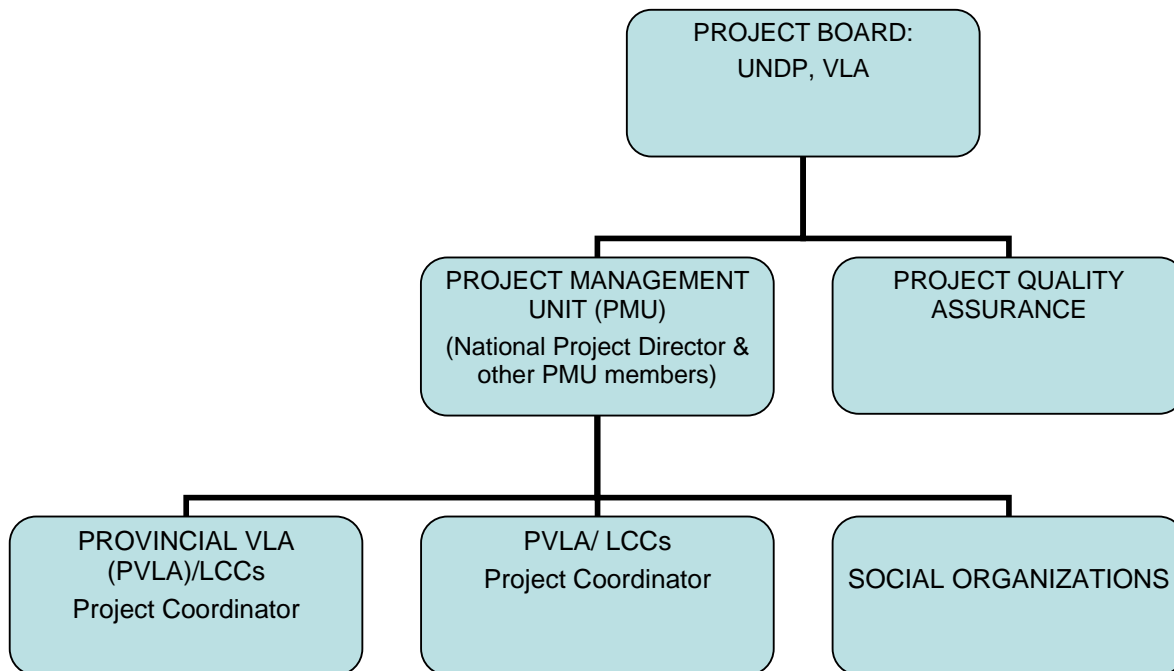 PROJECT BOARD:
UNDP, VLA
PROJECT MANAGEMENT
UNIT (PMU)
(National Project Director &
other PMU members)
PROJECT QUALITY
ASSURANCE
PROVINCIAL VLA
(PVLA)/LCCs
Project Coordinator
PVLA/ LCCs
Project Coordinator
SOCIAL ORGANIZATIONS